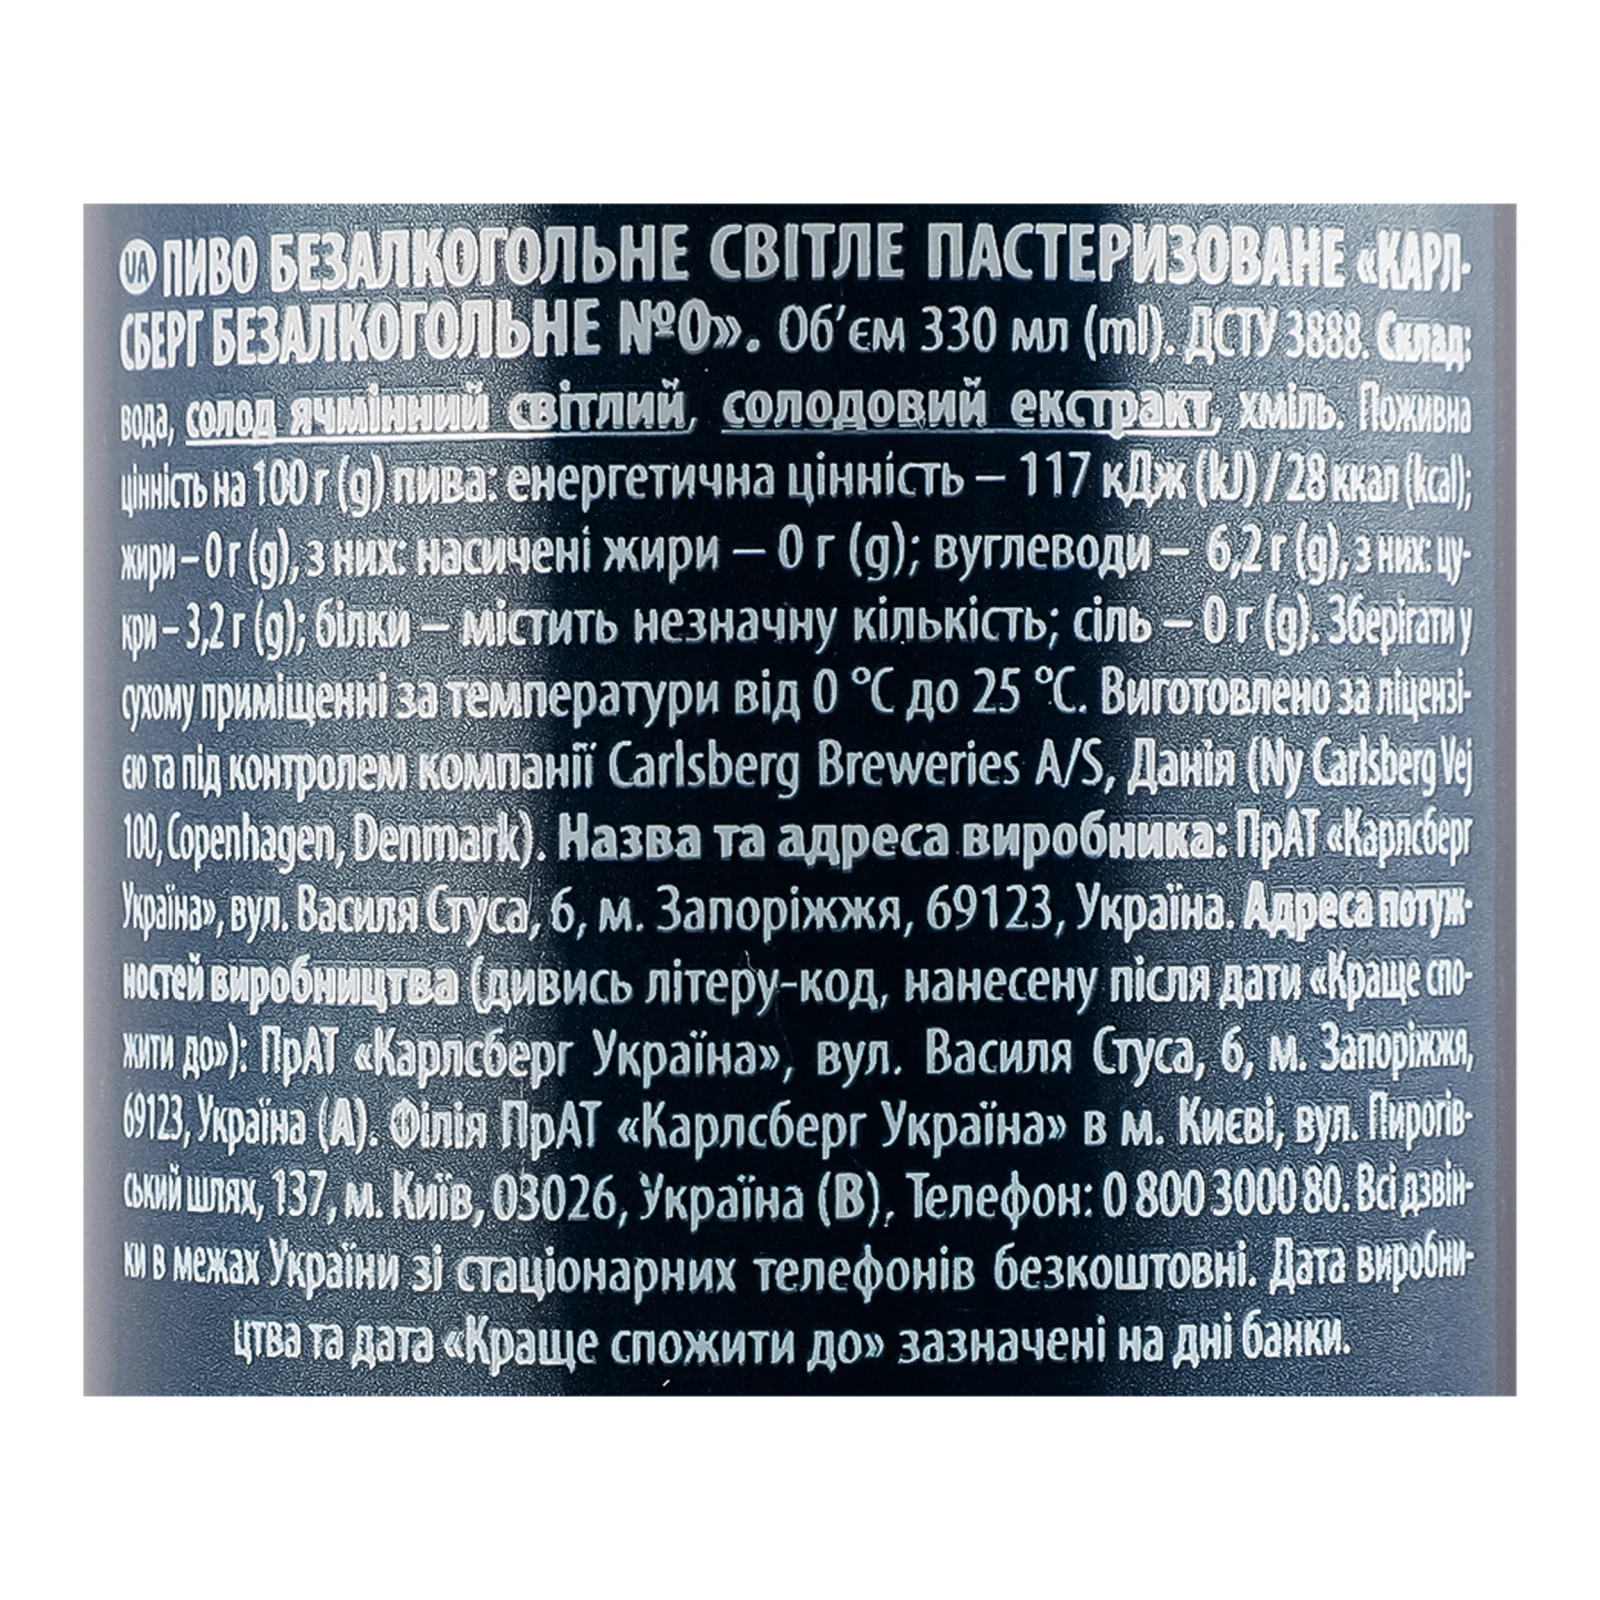 UA ПИВО БЕЗАЛКОГОЛЬНЕ СВІТЛЕ ПАСТЕРИЗОВАНЕ «КАРЛ-
СБЕРГ БЕЗАЛКОГОЛЬНЕ №0». Об’єм 330 мл (ml). ДСТУ 3888. Склад:
вода, солод ячмінний світлий, солодовий екстракт, хміль. Поживна
цінність на 100 г (g) пива: енергетична цінність – 117 кДж (kJ) / 28 ккал (kcal);
жири – 0 г (g), з них: насичені жири – 0 г (g); вуглеводи – 6,2 г (g), з них: цу-
кри – 3,2 г (g); білки – містить незначну кількість; сіль – 0 г (g). Зберігати у
сухому приміщенні за температури від 0 °С до 25 °С. Виготовлено за ліцензі-
єю та під контролем компанії Carlsberg Breweries A/S, Данія (Ny Carlsberg Vej
100, Copenhagen, Denmark). Назва та адреса виробника: ПрАТ «Карлсберг
Україна», вул. Василя Стуса, 6, м. Запоріжжя, 69123, Україна. Адреса потуж-
ностей виробництва (дивись літеру-код, нанесену після дати «Краще спо-
жити до»): ПрАТ «Карлсберг Україна», вул. Василя Стуса, 6, м. Запоріжжя,
69123, Україна (А). Філія ПрАТ «Карлсберг Україна» в м. Києві, вул. Пирогів-
ський шлях, 137, м. Київ, 03026, Україна (В). Телефон: 0 800 3000 80. Всі дзвін-
ки в межах України зі стаціонарних телефонів безкоштовні. Дата виробни-
цтва та дата «Краще спожити до» зазначені на дні банки.